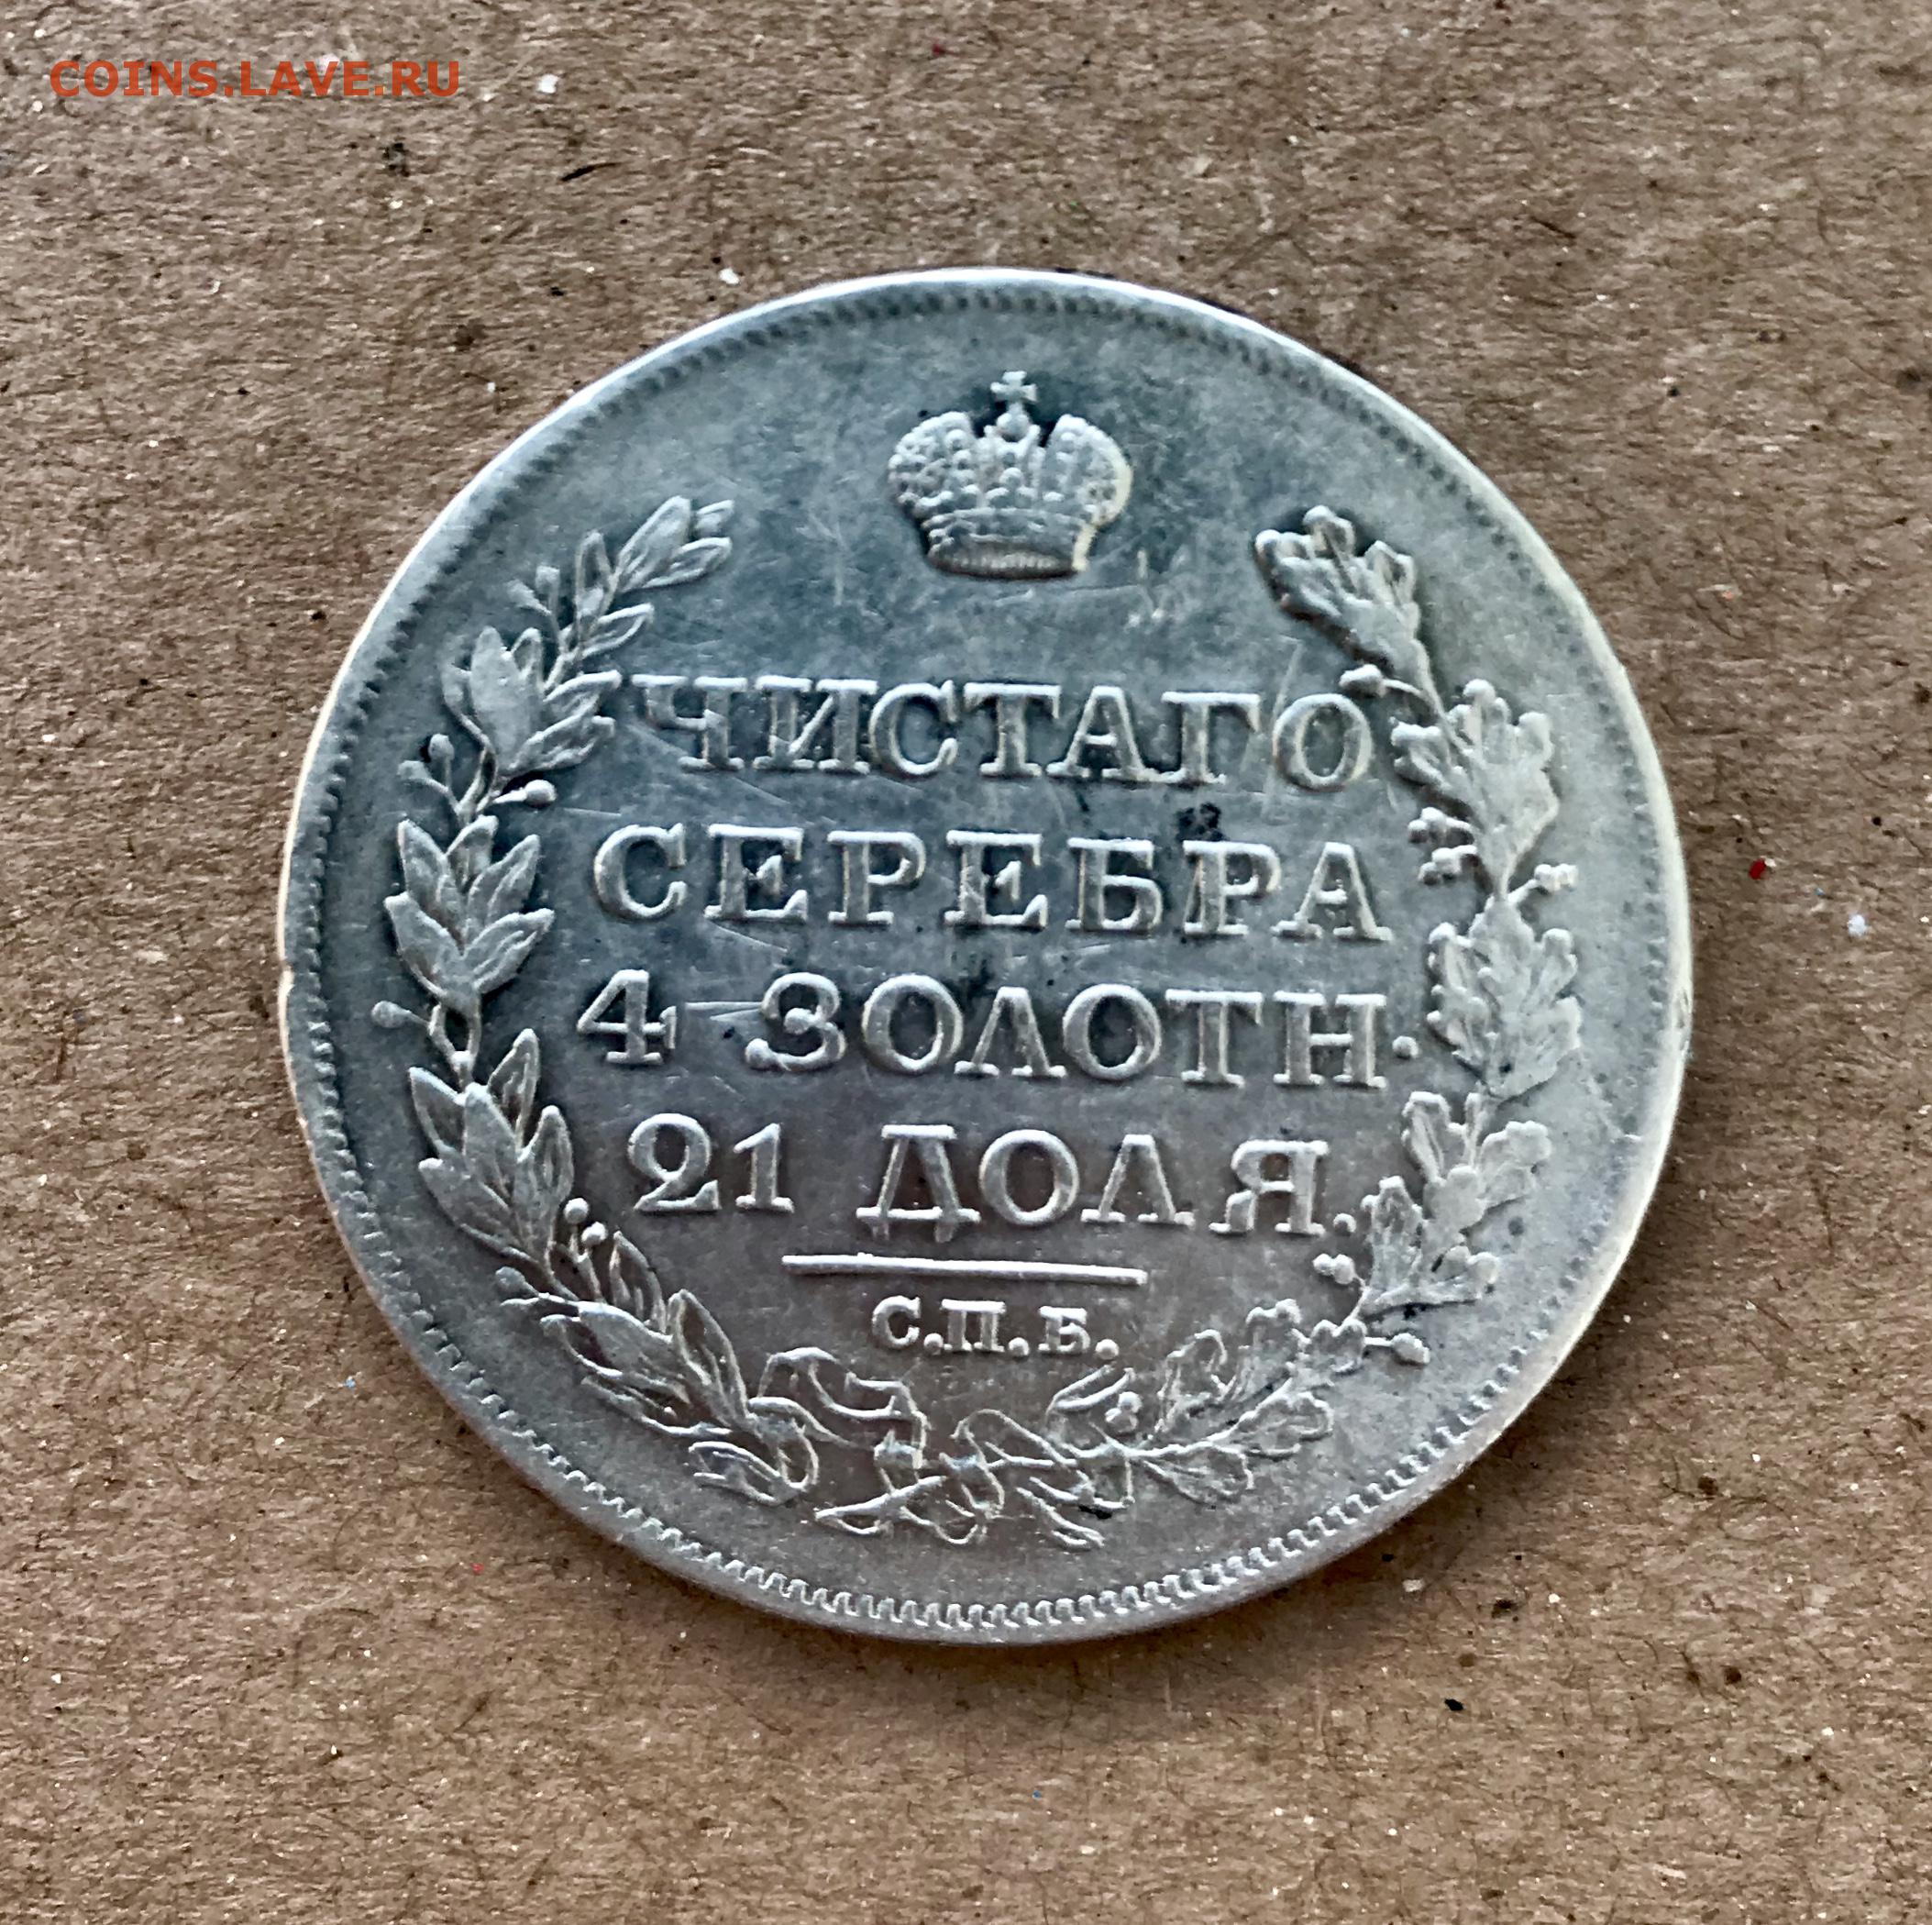 COINS.LAVE.RU
ЧИСТАГО
СЕРЕБРА
4 ЗОЛОТН.
21 ДОЛЯ.
С.П.Б.